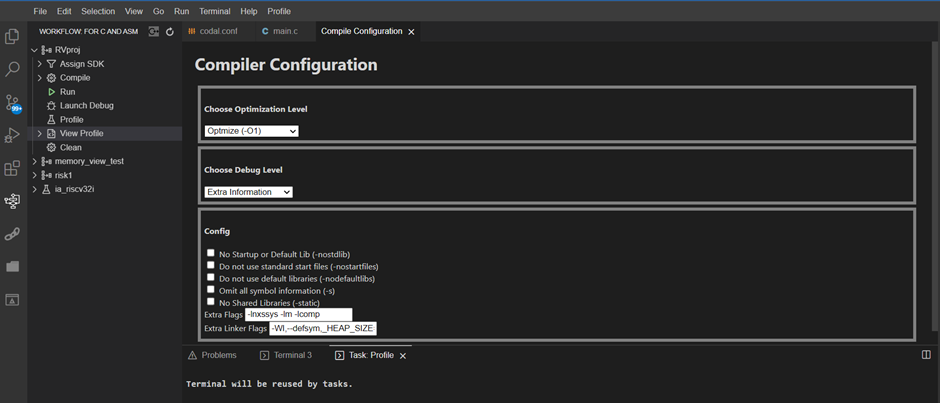 File Edit Selection View Go Run Terminal Help Profile
WORKFLOW: FOR C AND ASM
codal.conf
C main.c
Compile Configuration
RVproj
Assign SDK
Compile
Run
Launch Debug
Profile
View Profile
Clean
memory_view_test
risk1
ia_riscv32i
99+
Compiler Configuration
Choose Optimization Level
Optmize (-O1)
Choose Debug Level
Extra Information
Config
No Startup or Default Lib (-nostdlib)
Do not use standard start files (-nostartfiles)
Do not use default libraries (-nodefaultlibs)
Omit all symbol information (-s)
No Shared Libraries (-static)
Extra Flags -lnxssys -lm -lcomp
Extra Linker Flags -Wl,--defsym,_HEAP_SIZE
Problems
Terminal 3
Task: Profile
Terminal will be reused by tasks.